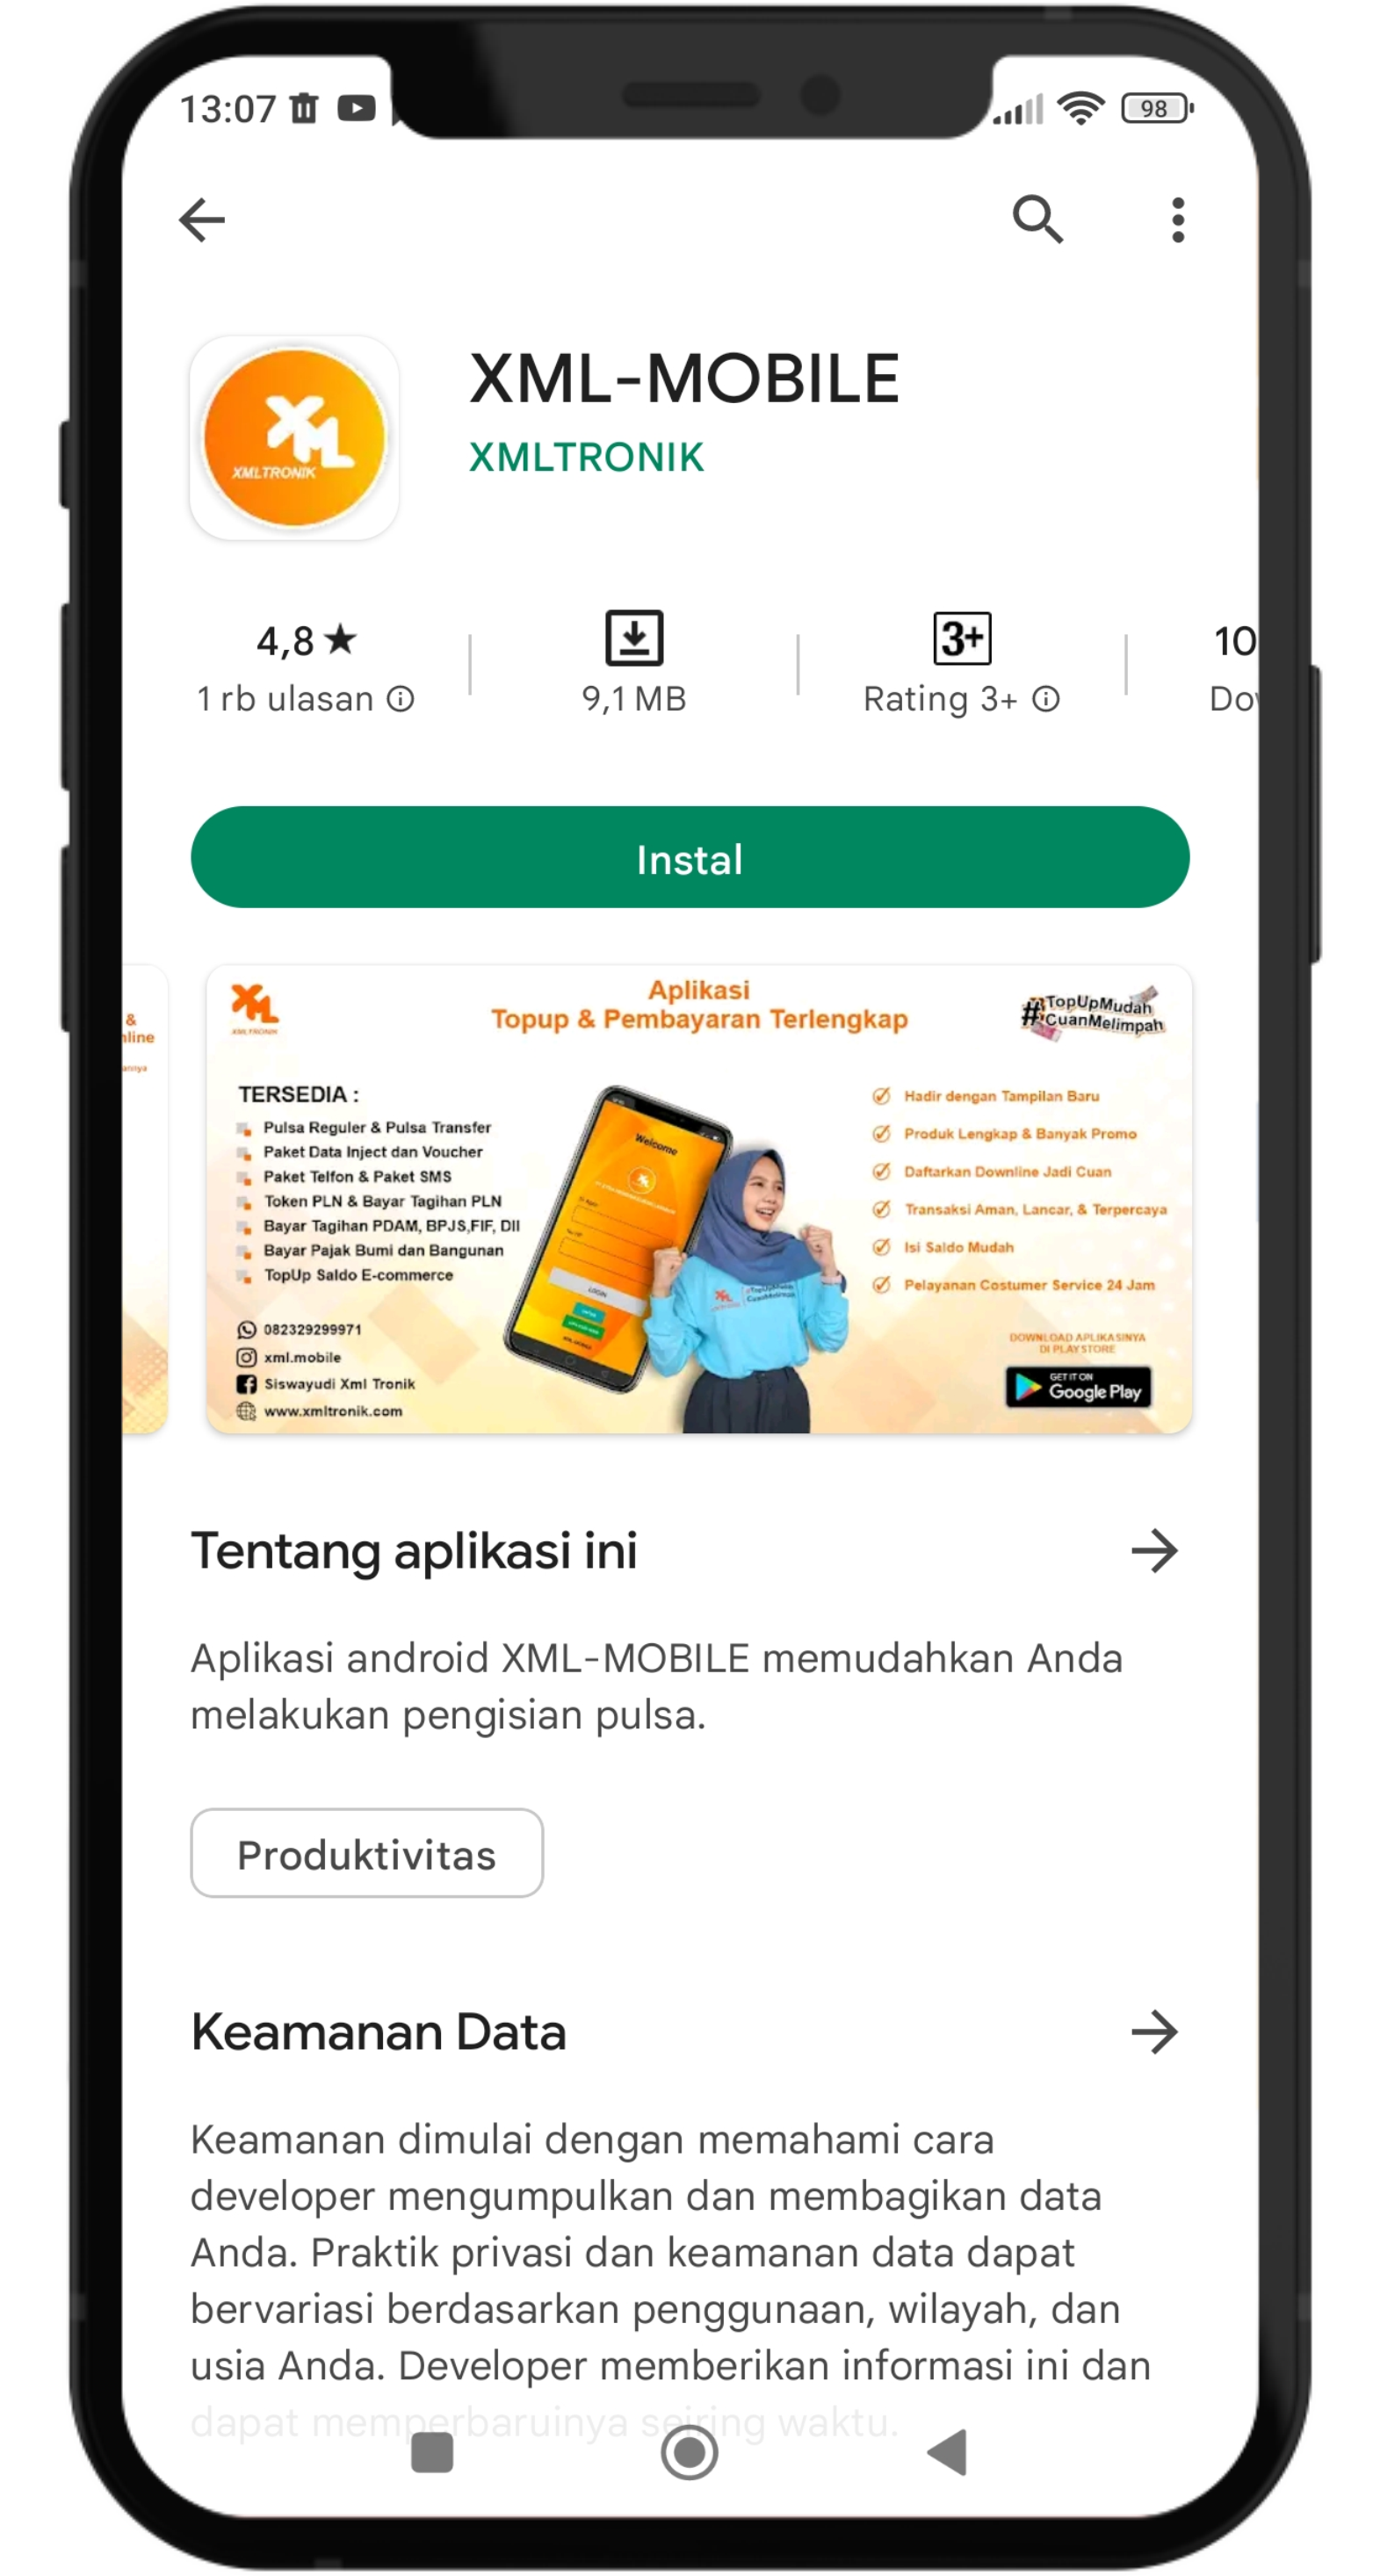 13:07
98
XML-MOBILE
XMLTRONIK
XML
XMLTRONIK
4,8 ★
1 rb ulasan
9,1 MB
3+
Rating 3+
10
Do
Instal
&
nline
annya
XML
XMLTRONIK
Aplikasi
Topup & Pembayaran Terlengkap
#TopUpMudah
CuanMelimpah
TERSEDIA :
Pulsa Reguler & Pulsa Transfer
Paket Data Inject dan Voucher
Paket Telfon & Paket SMS
Token PLN & Bayar Tagihan PLN
Bayar Tagihan PDAM, BPJS,FIF, Dll
Bayar Pajak Bumi dan Bangunan
TopUp Saldo E-commerce
082329299971
xml.mobile
Siswayudi Xml Tronik
www.xmltronik.com
Welcome
LOGIN
Hadir dengan Tampilan Baru
Produk Lengkap & Banyak Promo
Daftarkan Downline Jadi Cuan
Transaksi Aman, Lancar, & Terpercaya
Isi Saldo Mudah
Pelayanan Costumer Service 24 Jam
DOWNLOAD APLIKASINYA
DI PLAYSTORE
GET IT ON
Google Play
Tentang aplikasi ini
Aplikasi android XML-MOBILE memudahkan Anda
melakukan pengisian pulsa.
Produktivitas
Keamanan Data
Keamanan dimulai dengan memahami cara
developer mengumpulkan dan membagikan data
Anda. Praktik privasi dan keamanan data dapat
bervariasi berdasarkan penggunaan, wilayah, dan
usia Anda. Developer memberikan informasi ini dan
dapat memperbaruinya seiring waktu.